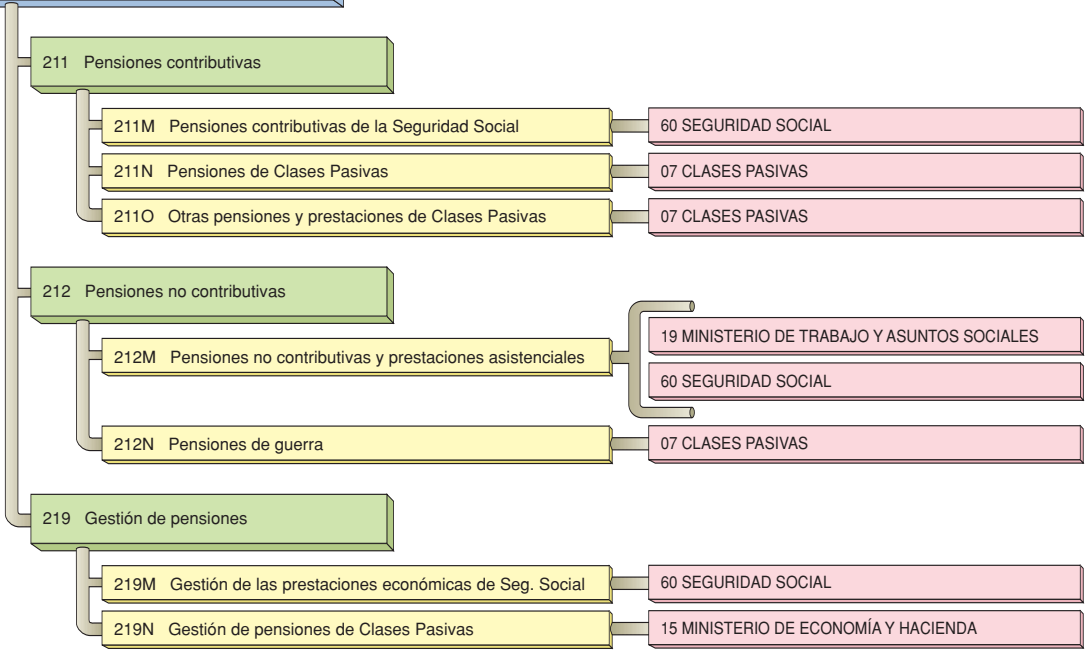 211 Pensiones contributivas
211M Pensiones contributivas de la Seguridad Social
60 SEGURIDAD SOCIAL
211N Pensiones de Clases Pasivas
07 CLASES PASIVAS
211O Otras pensiones y prestaciones de Clases Pasivas
07 CLASES PASIVAS
212 Pensiones no contributivas
212M Pensiones no contributivas y prestaciones asistenciales
19 MINISTERIO DE TRABAJO Y ASUNTOS SOCIALES
60 SEGURIDAD SOCIAL
212N Pensiones de guerra
07 CLASES PASIVAS
219 Gestión de pensiones
219M Gestión de las prestaciones económicas de Seg. Social
60 SEGURIDAD SOCIAL
219N Gestión de pensiones de Clases Pasivas
15 MINISTERIO DE ECONOMÍA Y HACIENDA